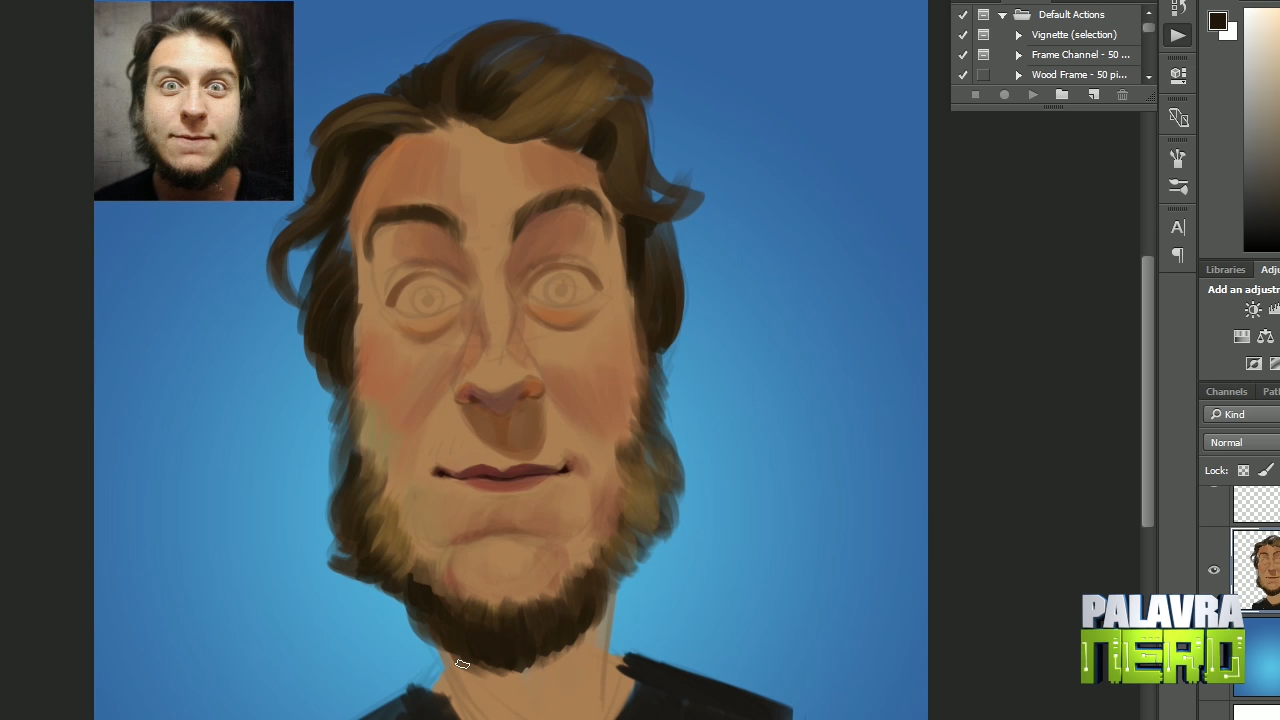 Default Actions
Vignette (selection)
Frame Channel - 50 ...
Wood Frame - 50 pi...
A
Libraries
Adju
Add an adjustm
Channels
Path
Kind
Normal
Lock:
PALAVRA
NERD